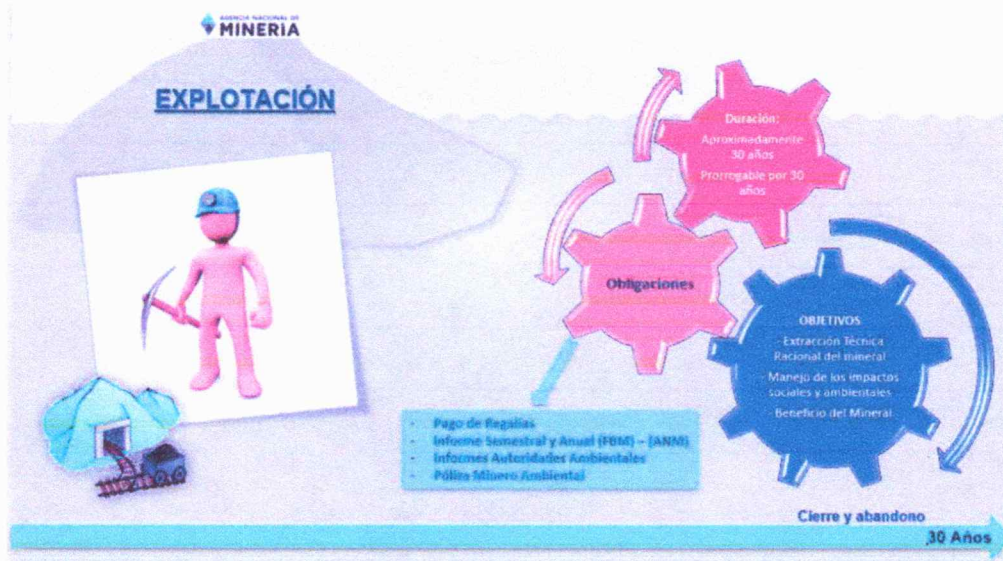 AGENCIA NACIONAL DE
MINERÍA
EXPLOTACIÓN
Duración:
Aproximadamente
30 años
Prorrogable por 30
años
Obligaciones
OBJETIVOS
- Extracción Técnica
Racional del mineral
- Manejo de los impactos
sociales y ambientales
- Beneficio del Mineral
- Pago de Regalías
- Informe Semestral y Anual (FBM) – (ANM)
- Informes Autoridades Ambientales
- Póliza Minero Ambiental
Cierre y abandono
30 Años